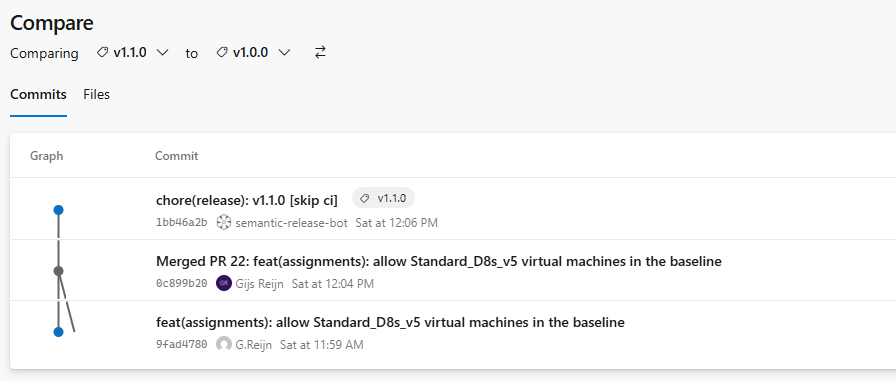 Compare
Comparing v1.1.0 to v1.0.0
Commits Files
Graph Commit
chore(release): v1.1.0 [skip ci] v1.1.0
1bb46a2b semantic-release-bot Sat at 12:06 PM
Merged PR 22: feat(assignments): allow Standard_D8s_v5 virtual machines in the baseline
0c899b20 GR Gijs Reijn Sat at 12:04 PM
feat(assignments): allow Standard_D8s_v5 virtual machines in the baseline
9fad4780 G.Reijn Sat at 11:59 AM